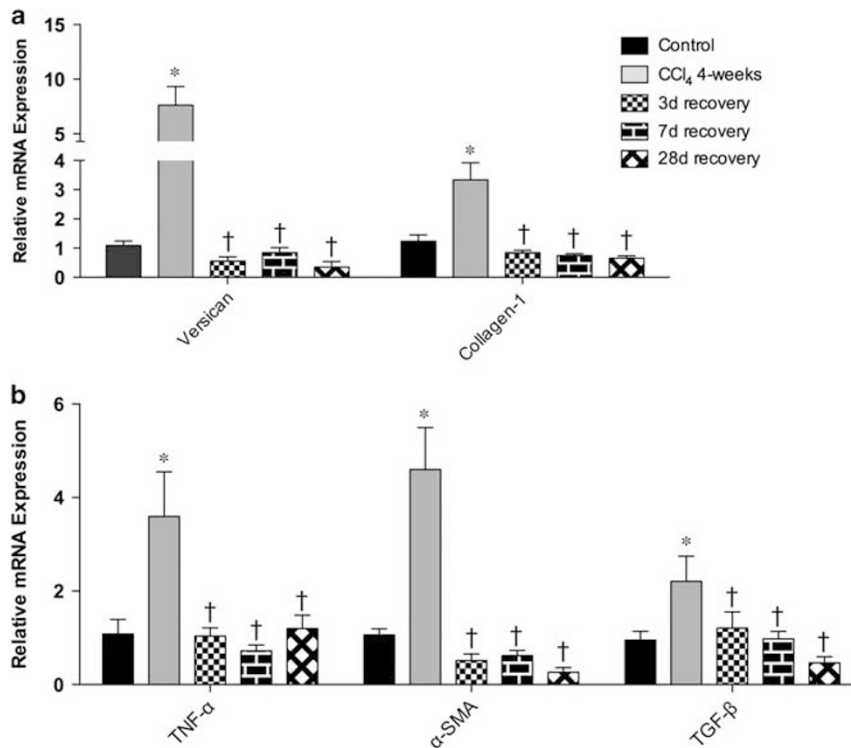 a
Relative mRNA Expression
15
10
5
4
3
2
1
0
*
†
†
†
*
†
†
†
Versican
Collagen-1
Control
CCl₄ 4-weeks
3d recovery
7d recovery
28d recovery
b
Relative mRNA Expression
6
4
2
0
*
†
†
†
*
†
†
†
*
†
†
†
TNF-α
α-SMA
TGF-β